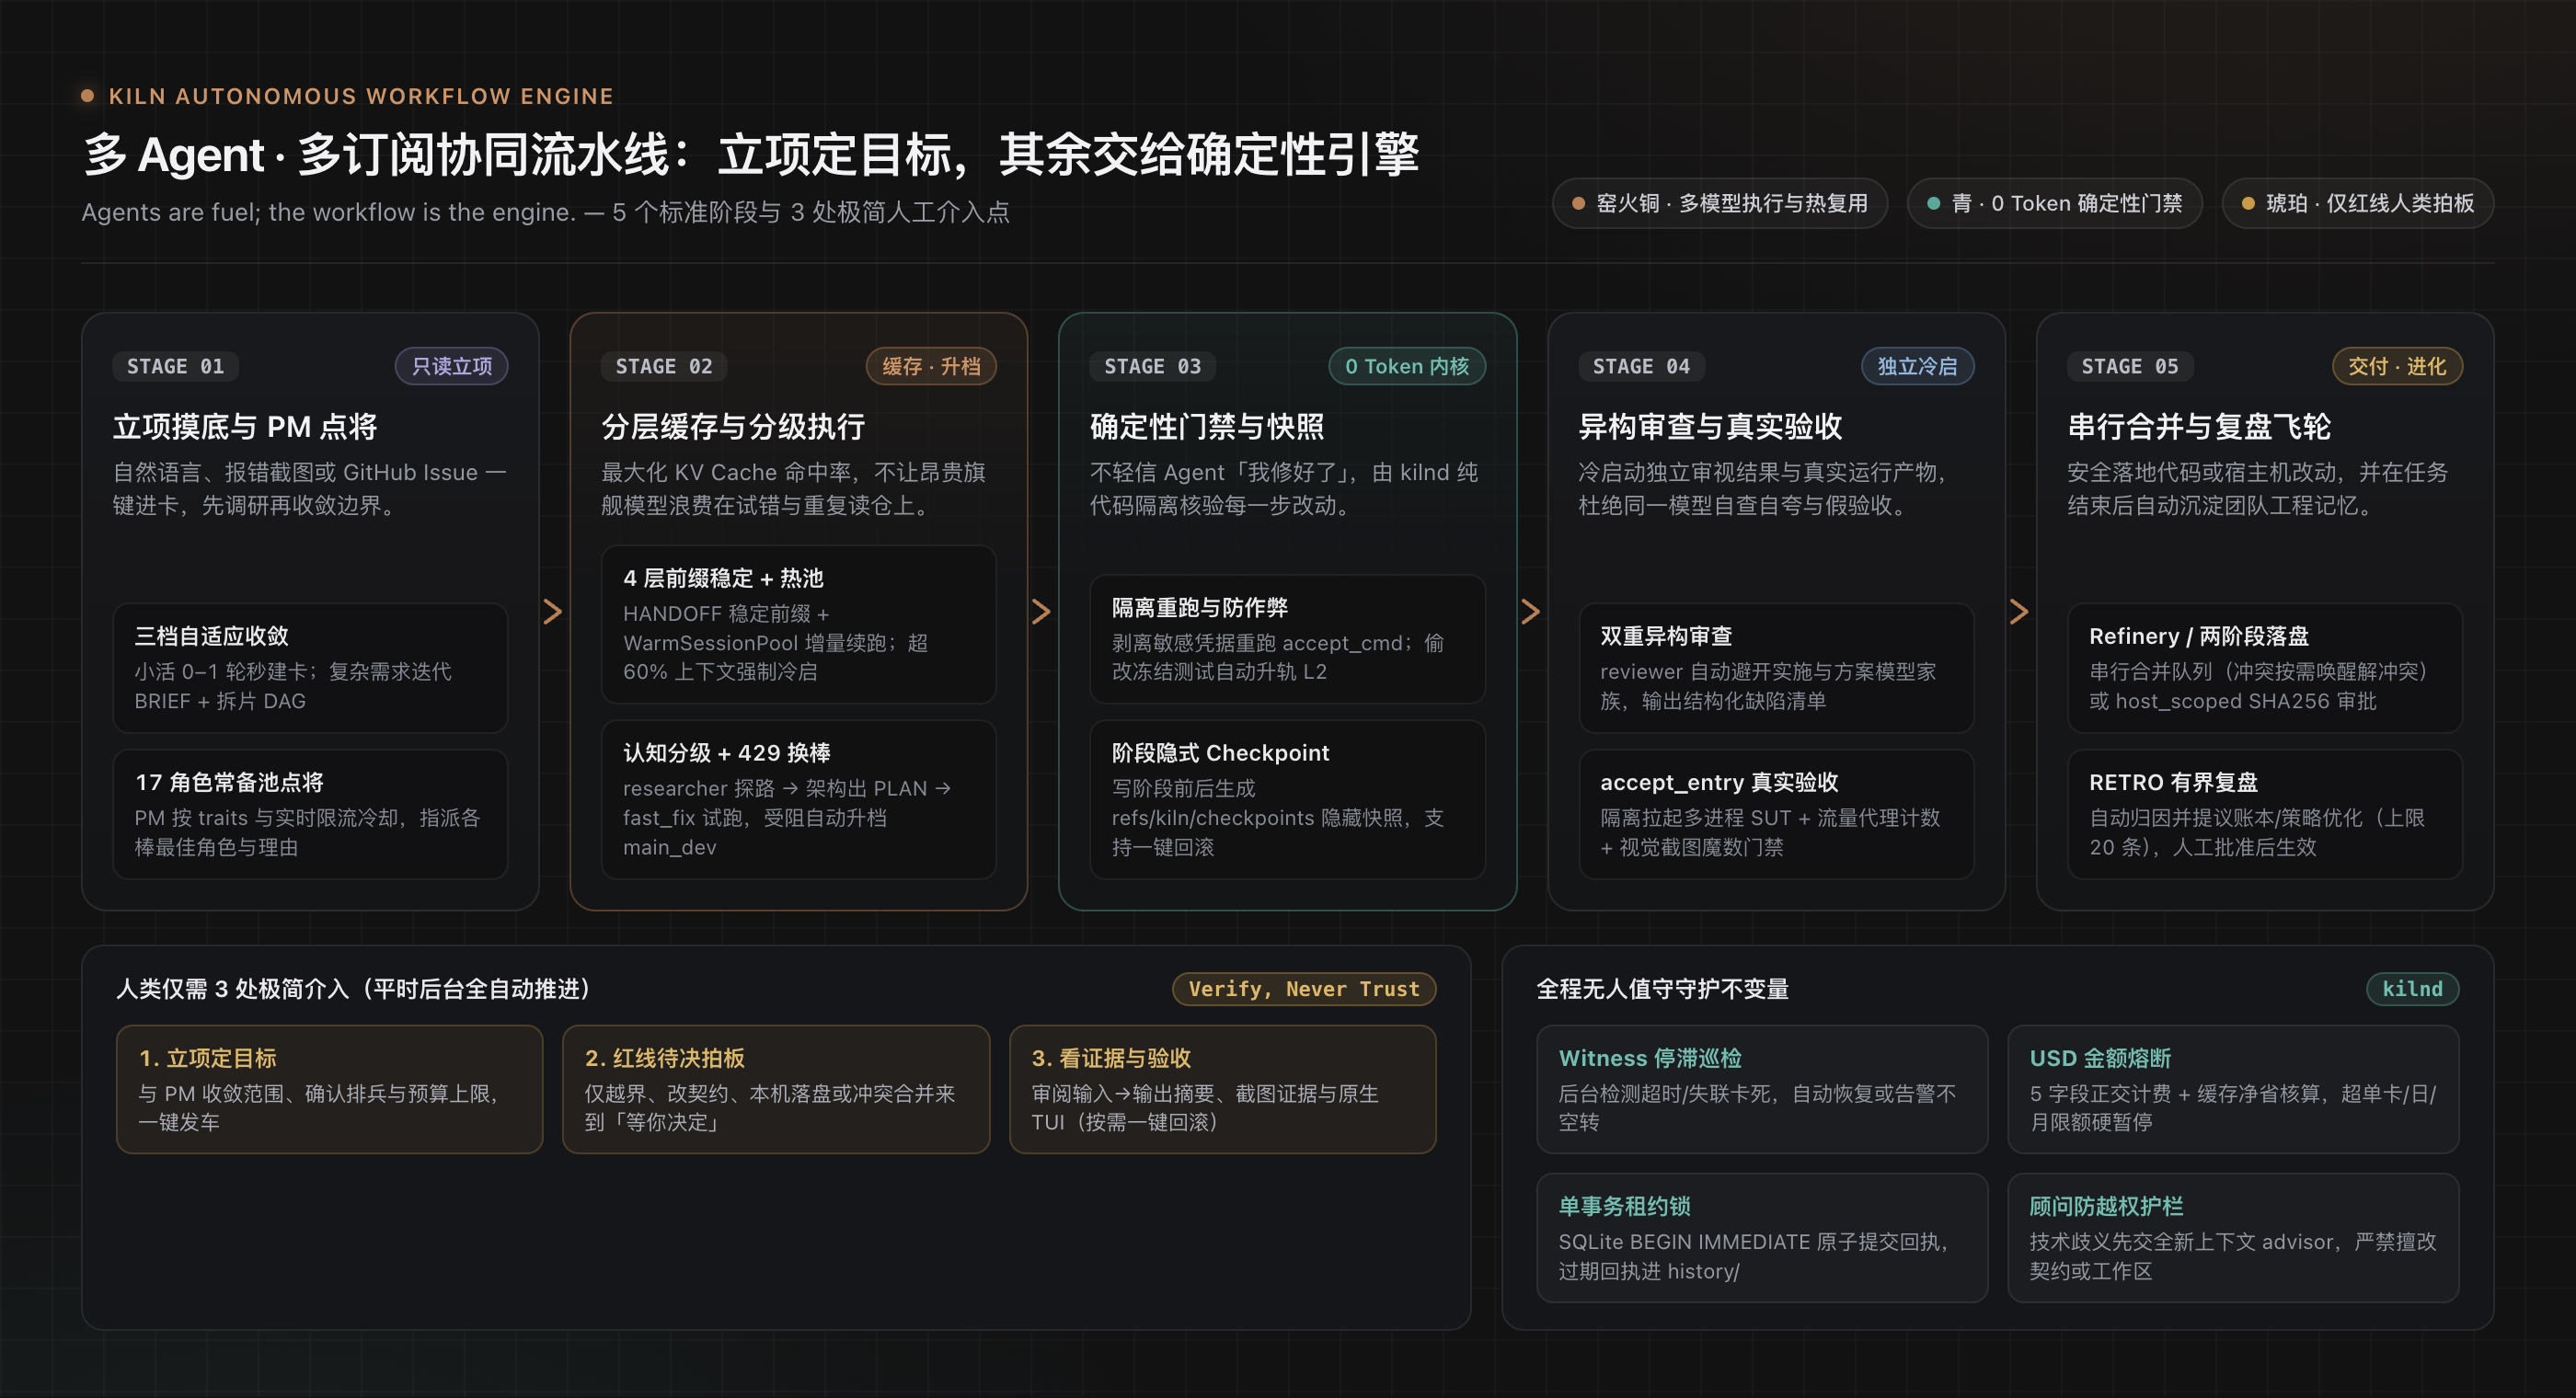 KILN AUTONOMOUS WORKFLOW ENGINE
多 Agent · 多订阅协同流水线：立项定目标，其余交给确定性引擎
Agents are fuel; the workflow is the engine. — 5 个标准阶段与 3 处极简人工介入点
窑火铜 · 多模型执行与热复用
青 · 0 Token 确定性门禁
琥珀 · 仅红线人类拍板
STAGE 01
只读立项
立项摸底与 PM 点将
自然语言、报错截图或 GitHub Issue 一
键进卡，先调研再收敛边界。
三档自适应收敛
小活 0–1 轮秒建卡；复杂需求迭代
BRIEF + 拆片 DAG
17 角色常备池点将
PM 按 traits 与实时限流冷却，指派各
棒最佳角色与理由
STAGE 02
缓存 · 升档
分层缓存与分级执行
最大化 KV Cache 命中率，不让昂贵旗
舰模型浪费在试错与重复读仓上。
4 层前缀稳定 + 热池
HANDOFF 稳定前缀 +
WarmSessionPool 增量续跑；超
60% 上下文强制冷启
认知分级 + 429 换棒
researcher 探路 → 架构出 PLAN →
fast_fix 试跑，受阻自动升档
main_dev
STAGE 03
0 Token 内核
确定性门禁与快照
不轻信 Agent「我修好了」，由 kilnd 纯
代码隔离核验每一步改动。
隔离重跑与防作弊
剥离敏感凭据重跑 accept_cmd；偷
改冻结测试自动升轨 L2
阶段隐式 Checkpoint
写阶段前后生成
refs/kiln/checkpoints 隐藏快照，支
持一键回滚
STAGE 04
独立冷启
异构审查与真实验收
冷启动独立审视结果与真实运行产物，
杜绝同一模型自查自夸与假验收。
双重异构审查
reviewer 自动避开实施与方案模型家
族，输出结构化缺陷清单
accept_entry 真实验收
隔离拉起多进程 SUT + 流量代理计数
+ 视觉截图魔数门禁
STAGE 05
交付 · 进化
串行合并与复盘飞轮
安全落地代码或宿主机改动，并在任务
结束后自动沉淀团队工程记忆。
Refinery / 两阶段落盘
串行合并队列（冲突按需唤醒解冲突）
或 host_scoped SHA256 审批
RETRO 有界复盘
自动归因并提议账本/策略优化（上限
20 条），人工批准后生效
人类仅需 3 处极简介入（平时后台全自动推进）
Verify, Never Trust
1. 立项定目标
与 PM 收敛范围、确认排兵与预算上限，
一键发车
2. 红线待决拍板
仅越界、改契约、本机落盘或冲突合并来
到「等你决定」
3. 看证据与验收
审阅输入→输出摘要、截图证据与原生
TUI（按需一键回滚）
全程无人值守守护不变量
kilnd
Witness 停滞巡检
后台检测超时/失联卡死，自动恢复或告警不
空转
USD 金额熔断
5 字段正交计费 + 缓存净省核算，超单卡/日/
月限额硬暂停
单事务租约锁
SQLite BEGIN IMMEDIATE 原子提交回执，
过期回执进 history/
顾问防越权护栏
技术歧义先交全新上下文 advisor，严禁擅改
契约或工作区